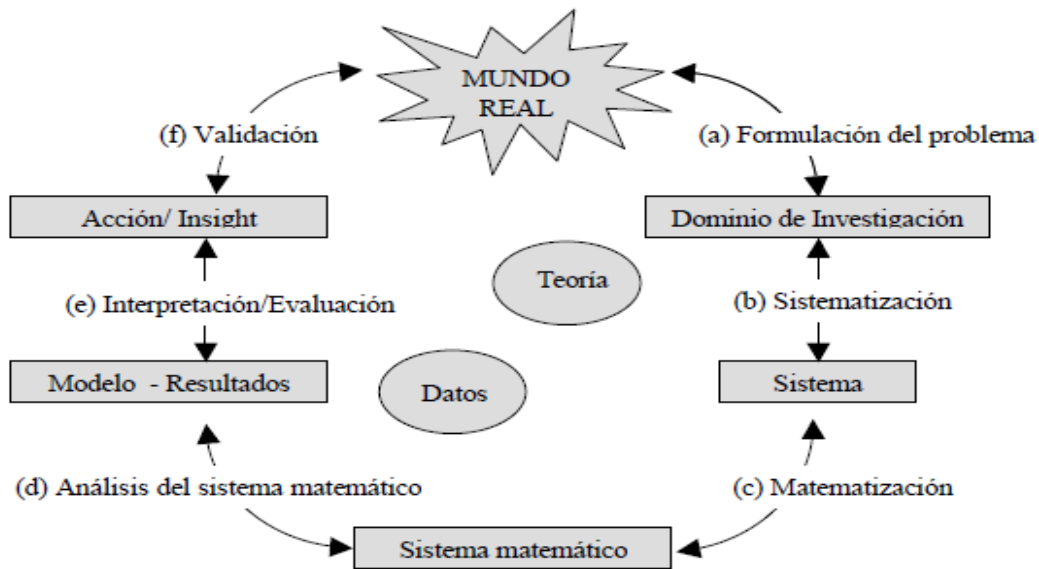 MUNDO
REAL
(f) Validación
(a) Formulación del problema
Acción/ Insight
Dominio de Investigación
Teoría
(e) Interpretación/Evaluación
(b) Sistematización
Modelo - Resultados
Datos
Sistema
(d) Análisis del sistema matemático
(c) Matematización
Sistema matemático